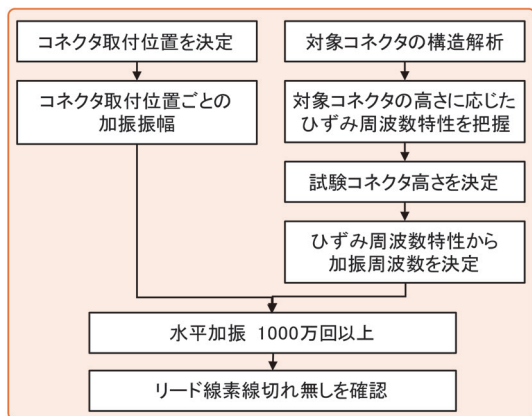 コネクタ取付位置を決定
コネクタ取付位置ごとの
加振振幅
対象コネクタの構造解析
対象コネクタの高さに応じた
ひずみ周波数特性を把握
試験コネクタ高さを決定
ひずみ周波数特性から
加振周波数を決定
水平加振 1000万回以上
リード線素線切れ無しを確認